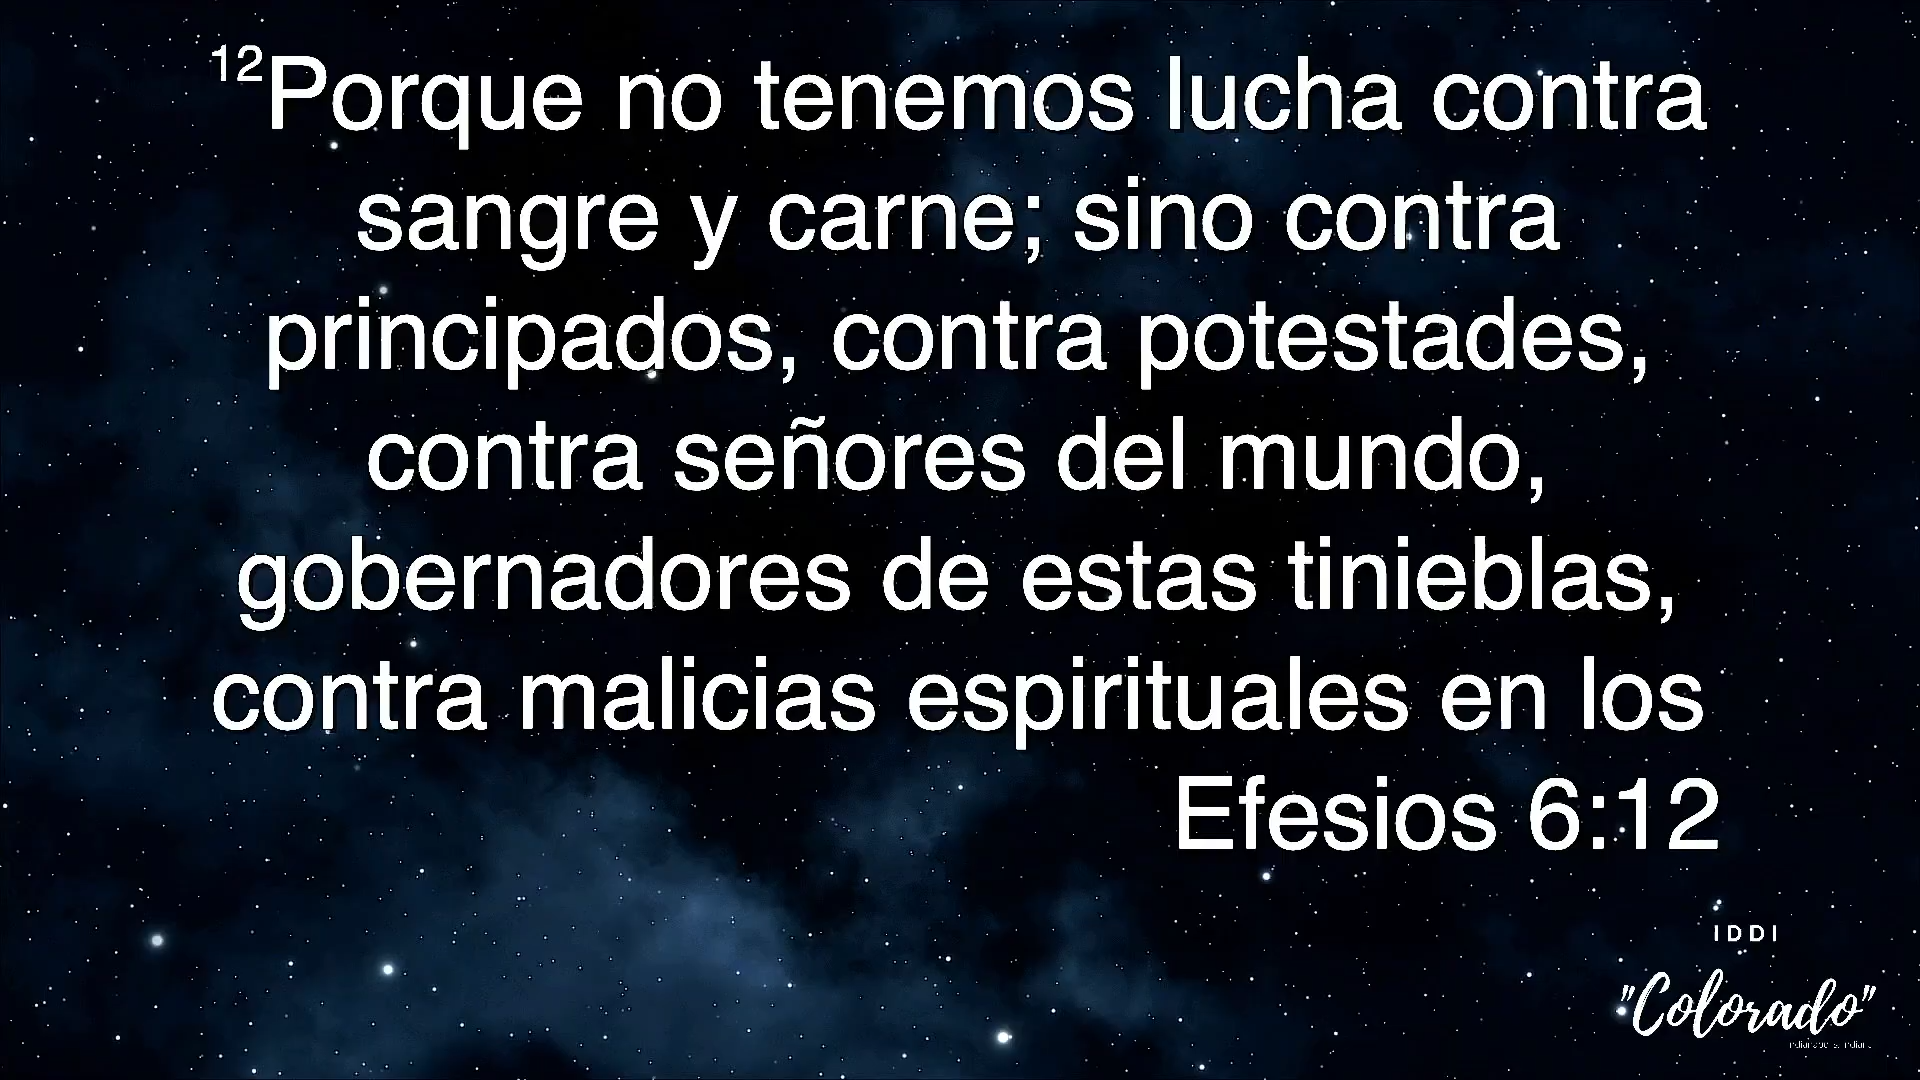 ¹²Porque no tenemos lucha contra
sangre y carne; sino contra
principados, contra potestades,
contra señores del mundo,
gobernadores de estas tinieblas,
contra malicias espirituales en los
Efesios 6:12
IDDI
"Colorado"